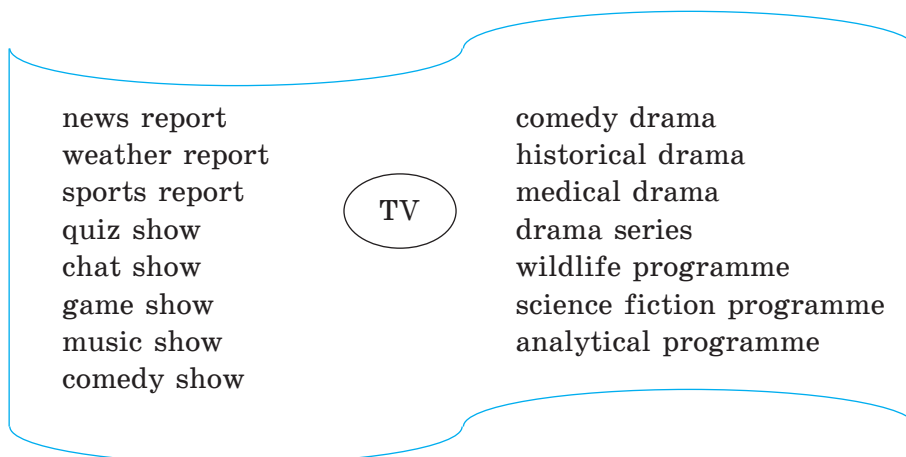 news report
weather report
sports report
quiz show
chat show
game show
music show
comedy show
TV
comedy drama
historical drama
medical drama
drama series
wildlife programme
science fiction programme
analytical programme